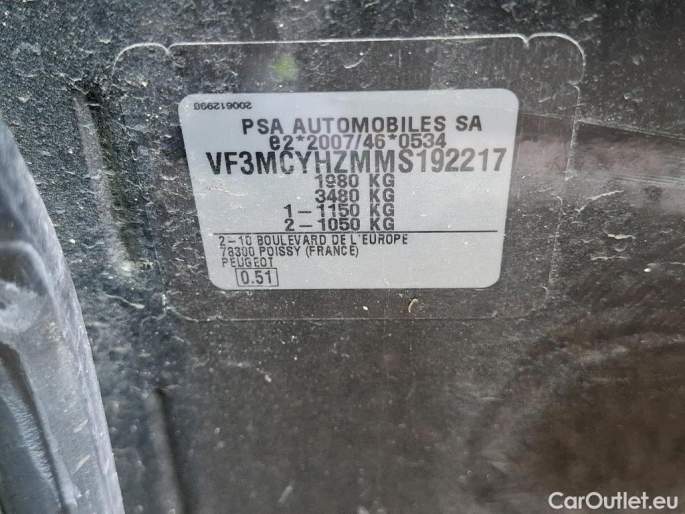 200612998
PSA AUTOMOBILES SA
e2*2007/46*0534
VF3MCYHZMMS192217
1980 KG
3480 KG
1-1150 KG
2-1050 KG
2-10 BOULEVARD DE L'EUROPE
78300 POISSY (FRANCE)
PEUGEOT
0.51
CarOutlet.eu